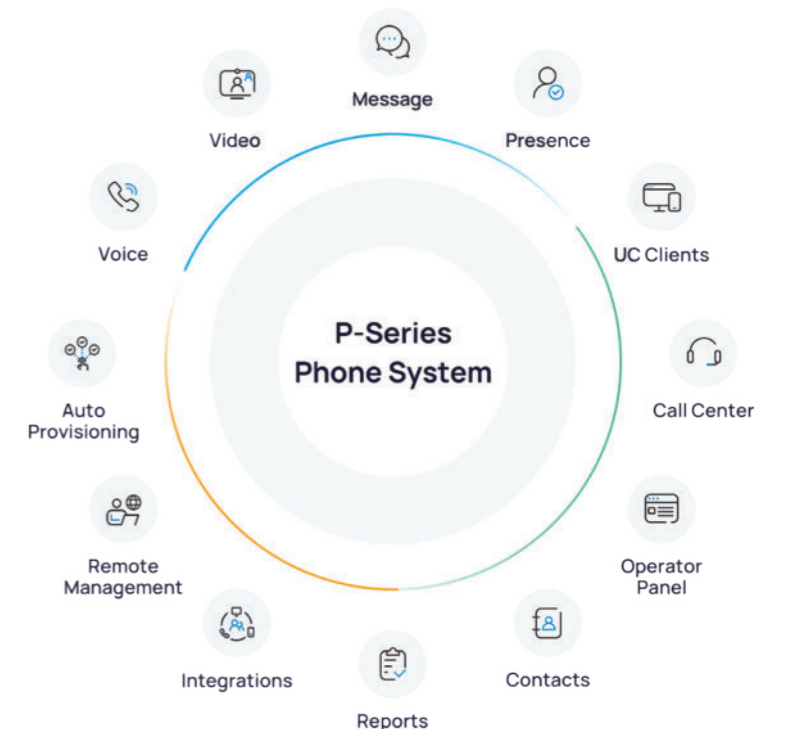 Message
Video
Presence
Voice
UC Clients
P-Series
Phone System
Auto
Provisioning
Call Center
Remote
Management
Operator
Panel
Integrations
Contacts
Reports